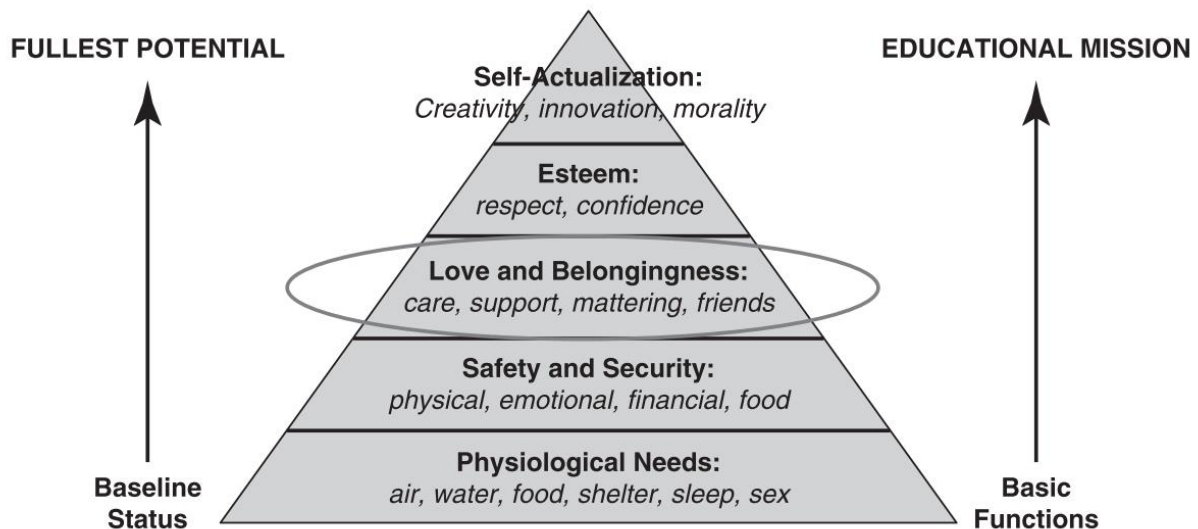 FULLEST POTENTIAL
EDUCATIONAL MISSION
Self-Actualization:
Creativity, innovation, morality
Esteem:
respect, confidence
Love and Belongingness:
care, support, mattering, friends
Safety and Security:
physical, emotional, financial, food
Physiological Needs:
air, water, food, shelter, sleep, sex
Baseline
Status
Basic
Functions